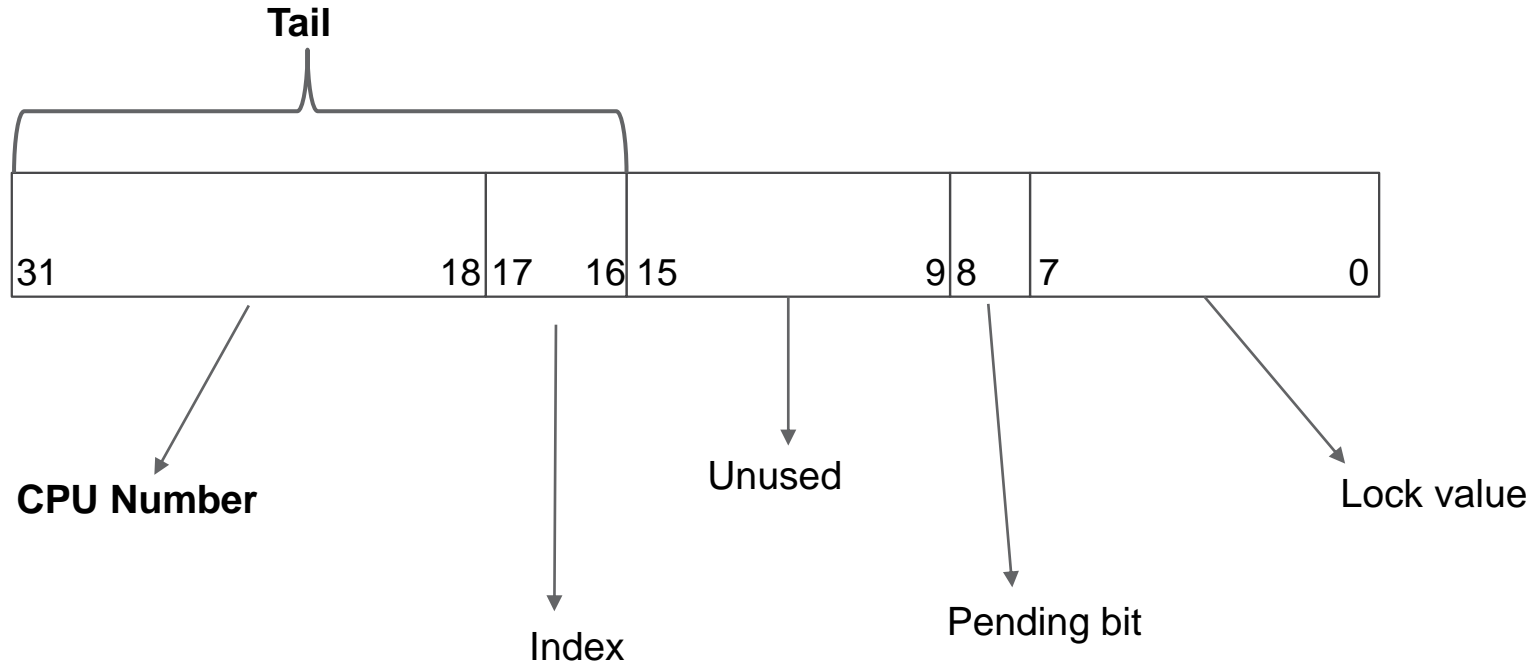 Tail
31 18 17 16 15 9 8 7 0
CPU Number
Unused
Lock value
Index
Pending bit